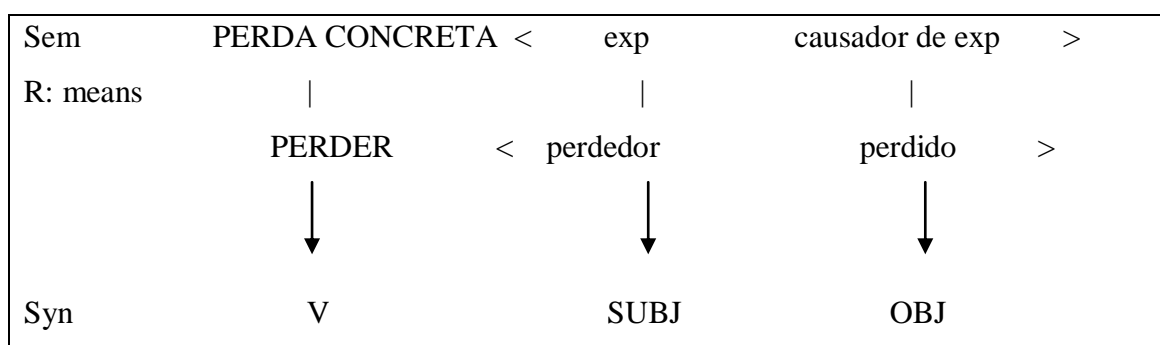 Sem PERDA CONCRETA < exp causador de exp >
R: means | | |
PERDER < perdedor perdido >
Syn V SUBJ OBJ